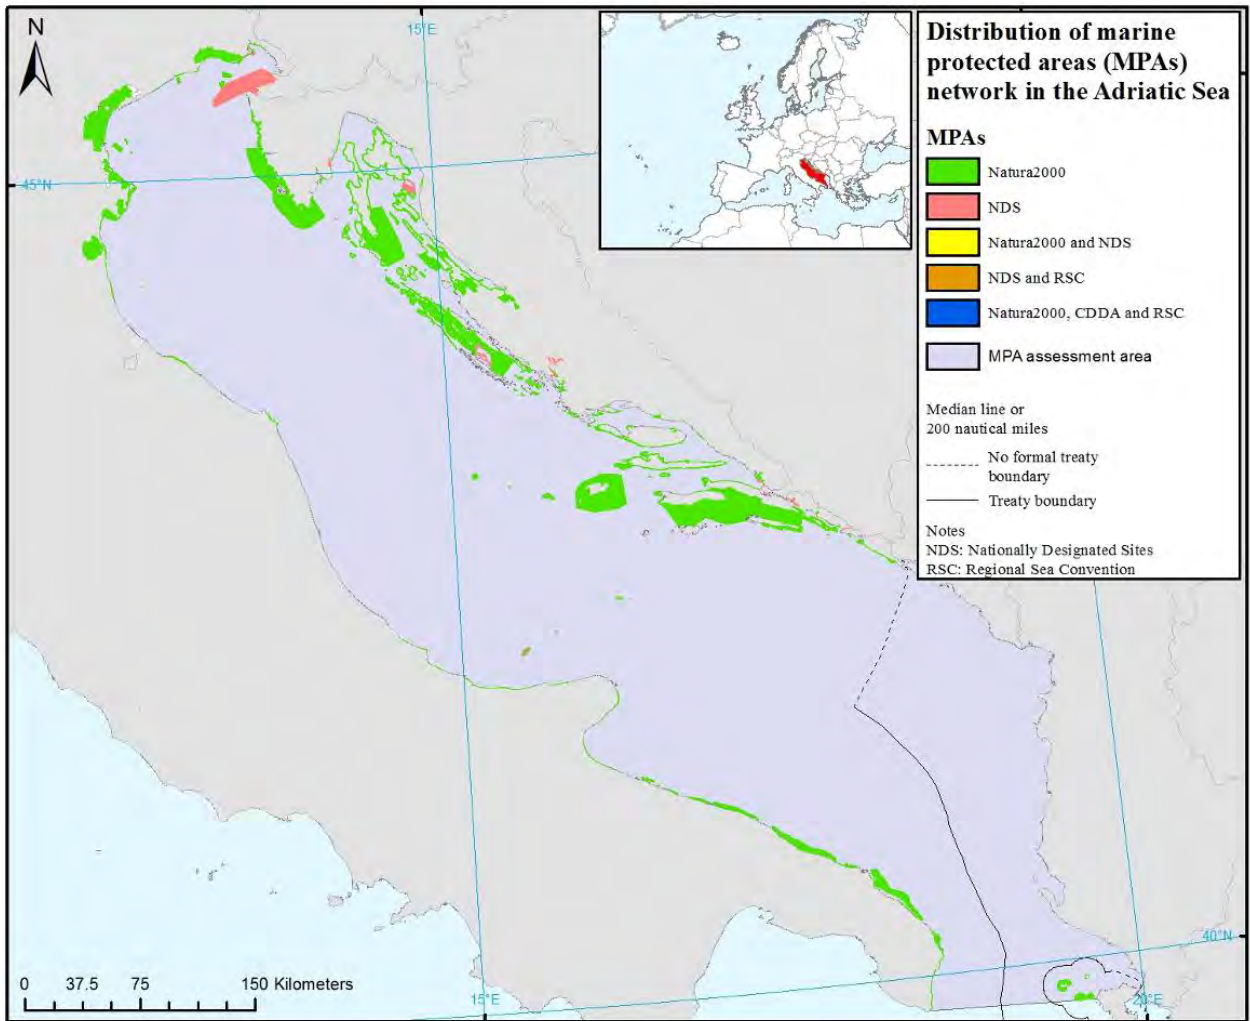 N
15°E
45°N
Distribution of marine
protected areas (MPAs)
network in the Adriatic Sea
MPAs
Natura2000
NDS
Natura2000 and NDS
NDS and RSC
Natura2000, CDDA and RSC
MPA assessment area
Median line or
200 nautical miles
No formal treaty
boundary
Treaty boundary
Notes
NDS: Nationally Designated Sites
RSC: Regional Sea Convention
40°N
0 37.5 75 150 Kilometers
15°E
20°E